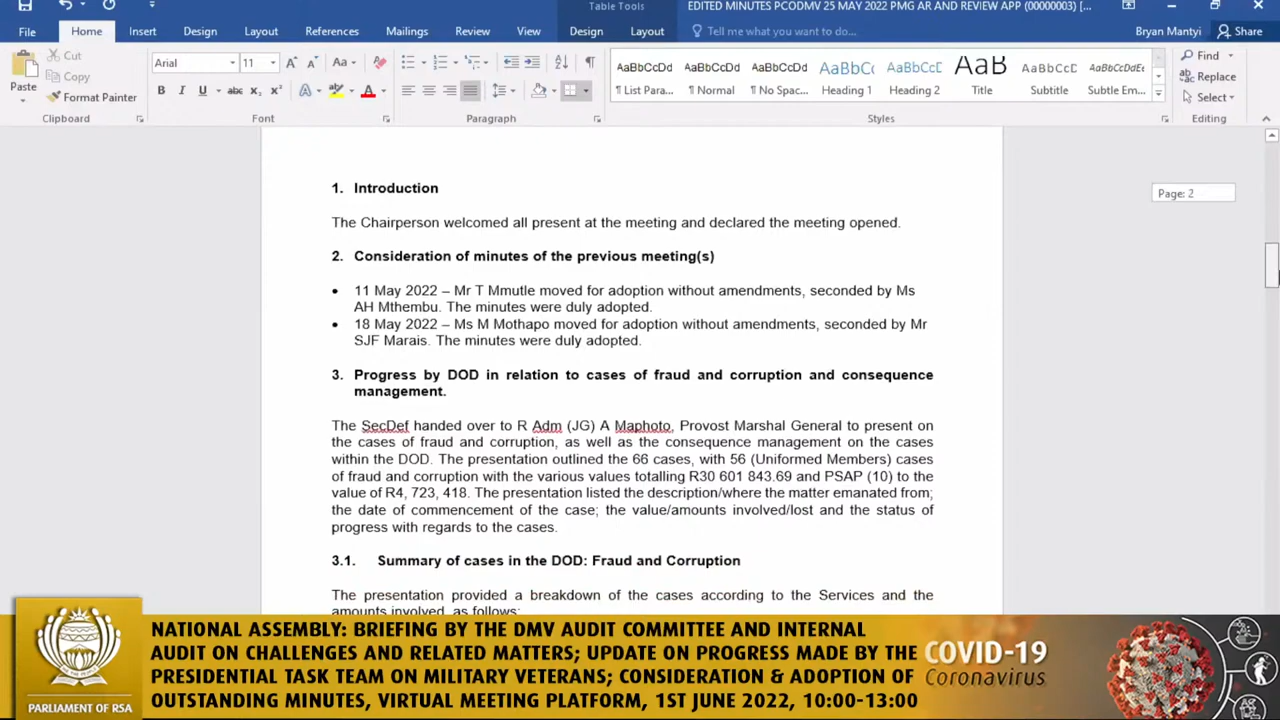 Table Tools
EDITED MINUTES PCODMV 25 MAY 2022 PMG AR AND REVIEW APP (00000003) [...
File Home Insert Design Layout References Mailings Review View Design Layout Tell me what you want to do... Bryan Mantyi Share
Cut
Copy
Format Painter
Paste
Clipboard
Arial 11
Font
Paragraph
AaBbCcDd AaBbCcDd AaBbCcDd AaBbCc AaBbCcD AaB AaBbCcD AaBbCcDdEe
¶ List Para... ¶ Normal ¶ No Spac... Heading 1 Heading 2 Title Subtitle Subtle Em...
Styles
Find
Replace
Select
Editing
Page: 2
1. Introduction
The Chairperson welcomed all present at the meeting and declared the meeting opened.
2. Consideration of minutes of the previous meeting(s)
• 11 May 2022 – Mr T Mmutle moved for adoption without amendments, seconded by Ms
AH Mthembu. The minutes were duly adopted.
• 18 May 2022 – Ms M Mothapo moved for adoption without amendments, seconded by Mr
SJF Marais. The minutes were duly adopted.
3. Progress by DOD in relation to cases of fraud and corruption and consequence
management.
The SecDef handed over to R Adm (JG) A Maphoto, Provost Marshal General to present on
the cases of fraud and corruption, as well as the consequence management on the cases
within the DOD. The presentation outlined the 66 cases, with 56 (Uniformed Members) cases
of fraud and corruption with the various values totalling R30 601 843.69 and PSAP (10) to the
value of R4, 723, 418. The presentation listed the description/where the matter emanated from;
the date of commencement of the case; the value/amounts involved/lost and the status of
progress with regards to the cases.
3.1. Summary of cases in the DOD: Fraud and Corruption
The presentation provided a breakdown of the cases according to the Services and the
amounts involved, as follows:
NATIONAL ASSEMBLY: BRIEFING BY THE DMV AUDIT COMMITTEE AND INTERNAL
AUDIT ON CHALLENGES AND RELATED MATTERS; UPDATE ON PROGRESS MADE BY THE
PRESIDENTIAL TASK TEAM ON MILITARY VETERANS; CONSIDERATION & ADOPTION OF
OUTSTANDING MINUTES, VIRTUAL MEETING PLATFORM, 1ST JUNE 2022, 10:00-13:00
PARLIAMENT OF RSA
COVID-19
Coronavirus